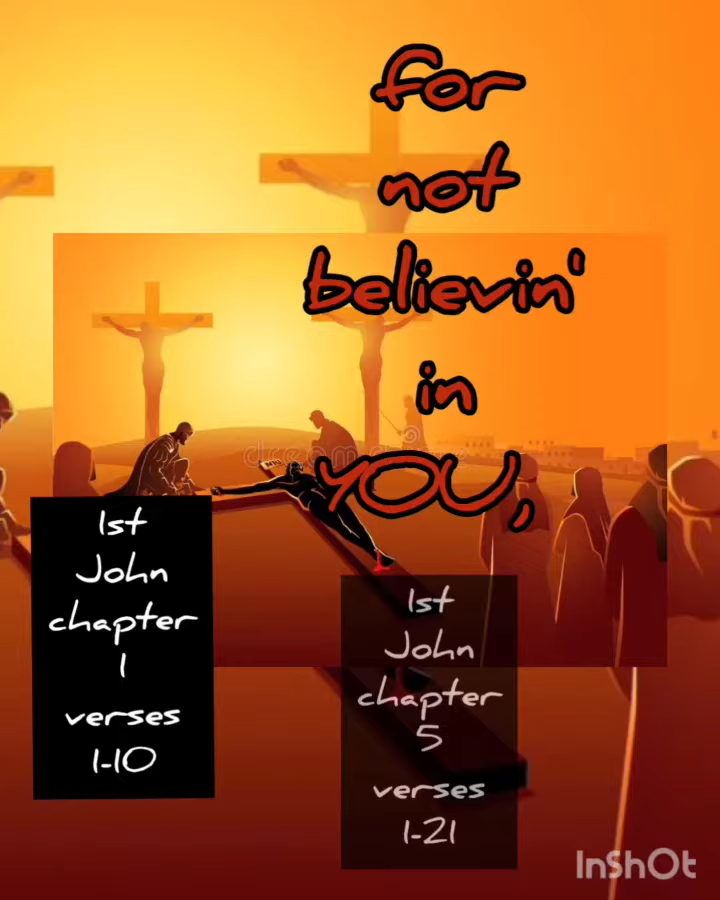 for
not
believin'
in
YOU,
1st
John
chapter
1
verses
1-10
1st
John
chapter
5
verses
1-21
InShOt